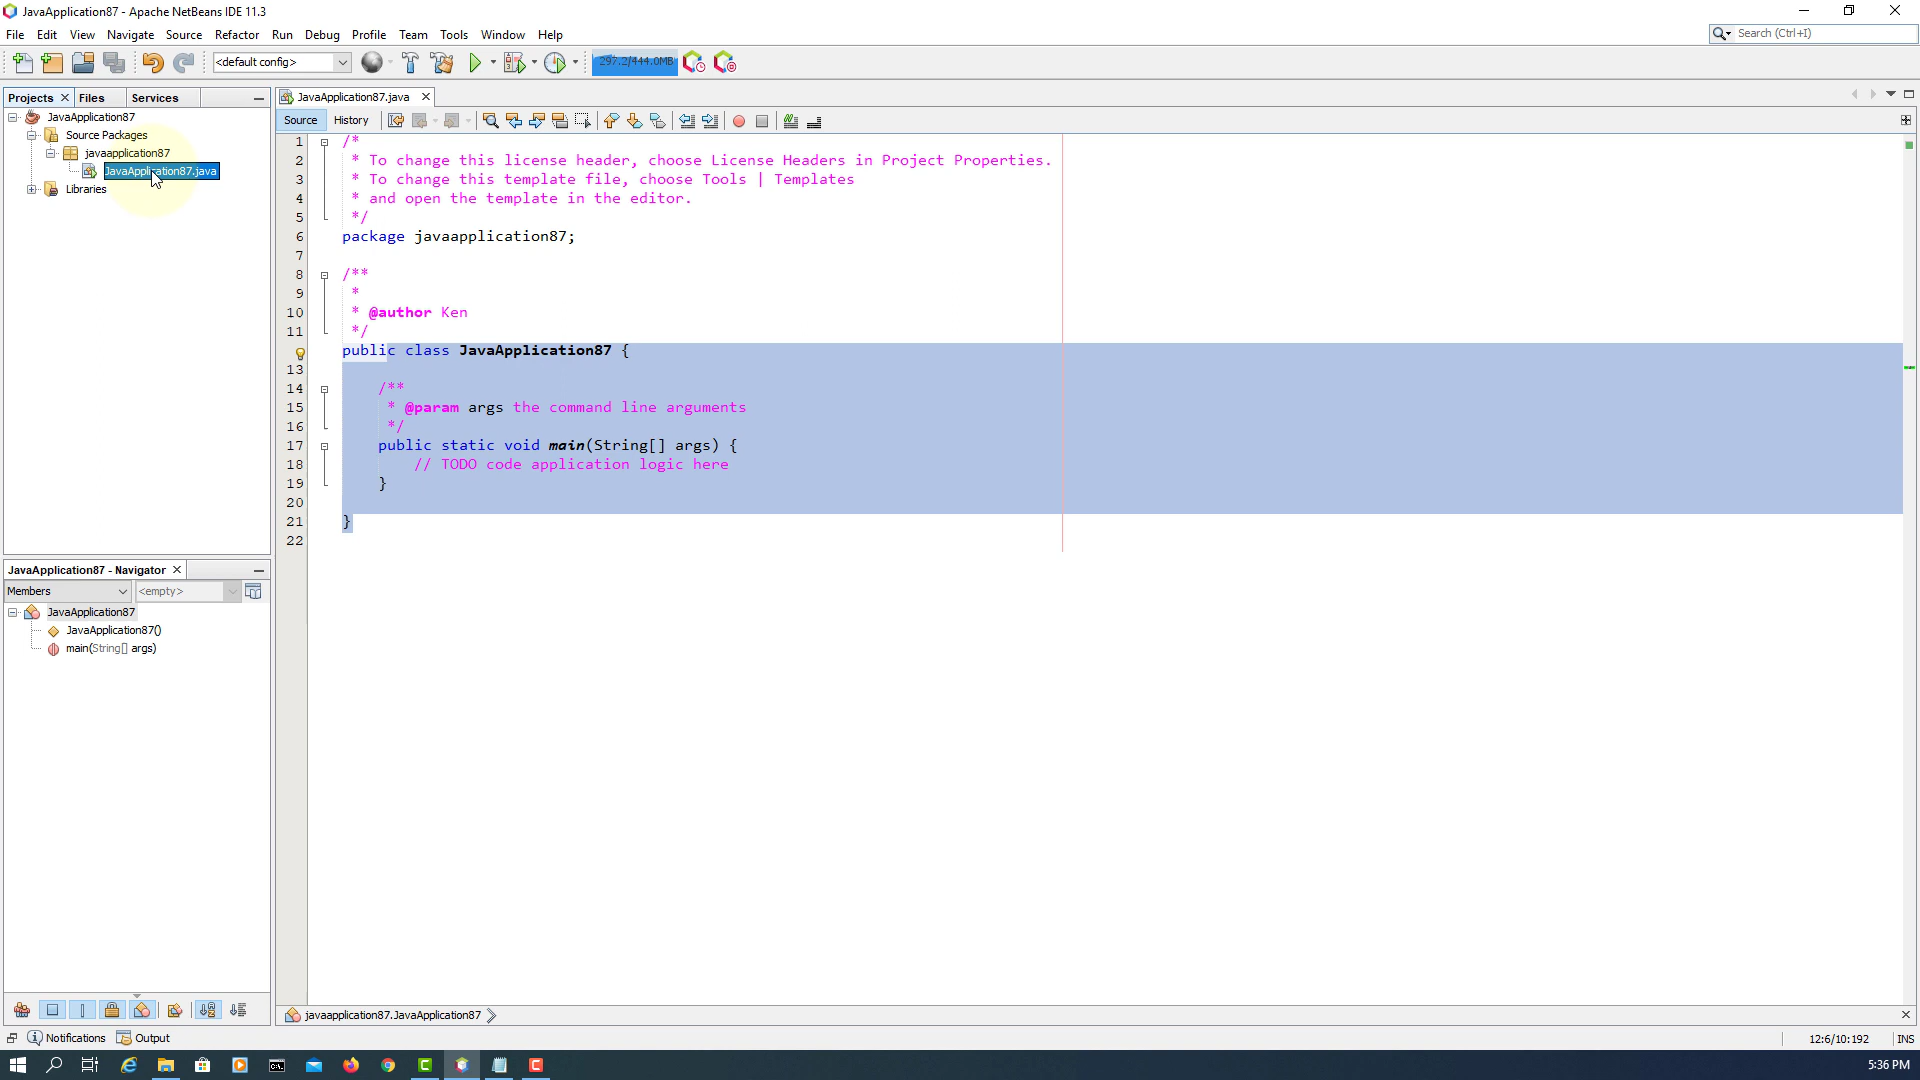 JavaApplication87 - Apache NetBeans IDE 11.3
File Edit View Navigate Source Refactor Run Debug Profile Team Tools Window Help
Search (Ctrl+I)
<default config>
297.2/444.0MB
Projects Files Services
JavaApplication87
Source Packages
javaapplication87
JavaApplication87.java
Libraries
JavaApplication87.java
Source History
1 /*
2 * To change this license header, choose License Headers in Project Properties.
3 * To change this template file, choose Tools | Templates
4 * and open the template in the editor.
5 */
6 package javaapplication87;
7
8 /**
9 *
10 * @author Ken
11 */
public class JavaApplication87 {
13
14 /**
15 * @param args the command line arguments
16 */
17 public static void main(String[] args) {
18 // TODO code application logic here
19 }
20
21 }
22
JavaApplication87 - Navigator
Members <empty>
JavaApplication87
JavaApplication87()
main(String[] args)
javaapplication87.JavaApplication87
Notifications Output
12:6/10:192 INS
5:36 PM